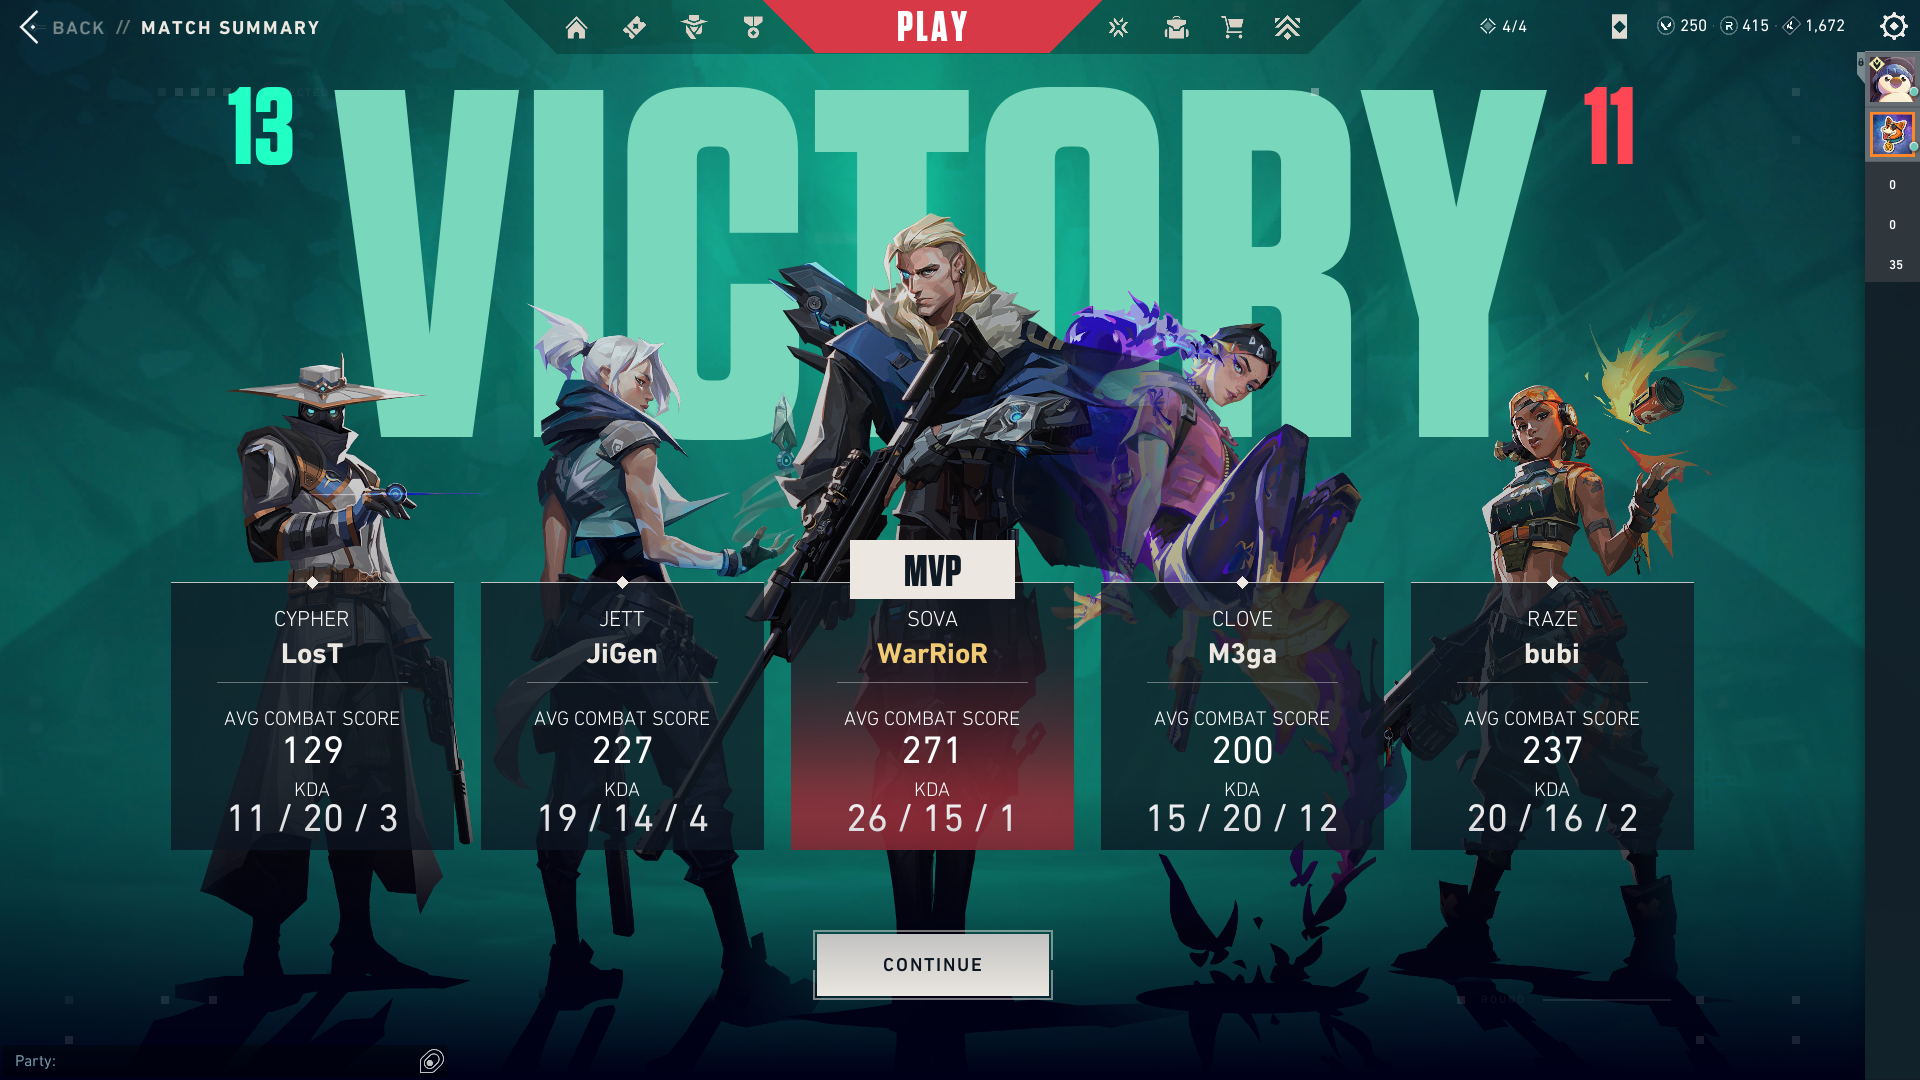 BACK // MATCH SUMMARY
PLAY
4/4
250
415
1,672
13
VICTORY
11
0
0
35
MVP
CYPHER
LosT
AVG COMBAT SCORE
129
KDA
11 / 20 / 3
JETT
JiGen
AVG COMBAT SCORE
227
KDA
19 / 14 / 4
SOVA
WarRioR
AVG COMBAT SCORE
271
KDA
26 / 15 / 1
CLOVE
M3ga
AVG COMBAT SCORE
200
KDA
15 / 20 / 12
RAZE
bubi
AVG COMBAT SCORE
237
KDA
20 / 16 / 2
CONTINUE
ROUND
Party: